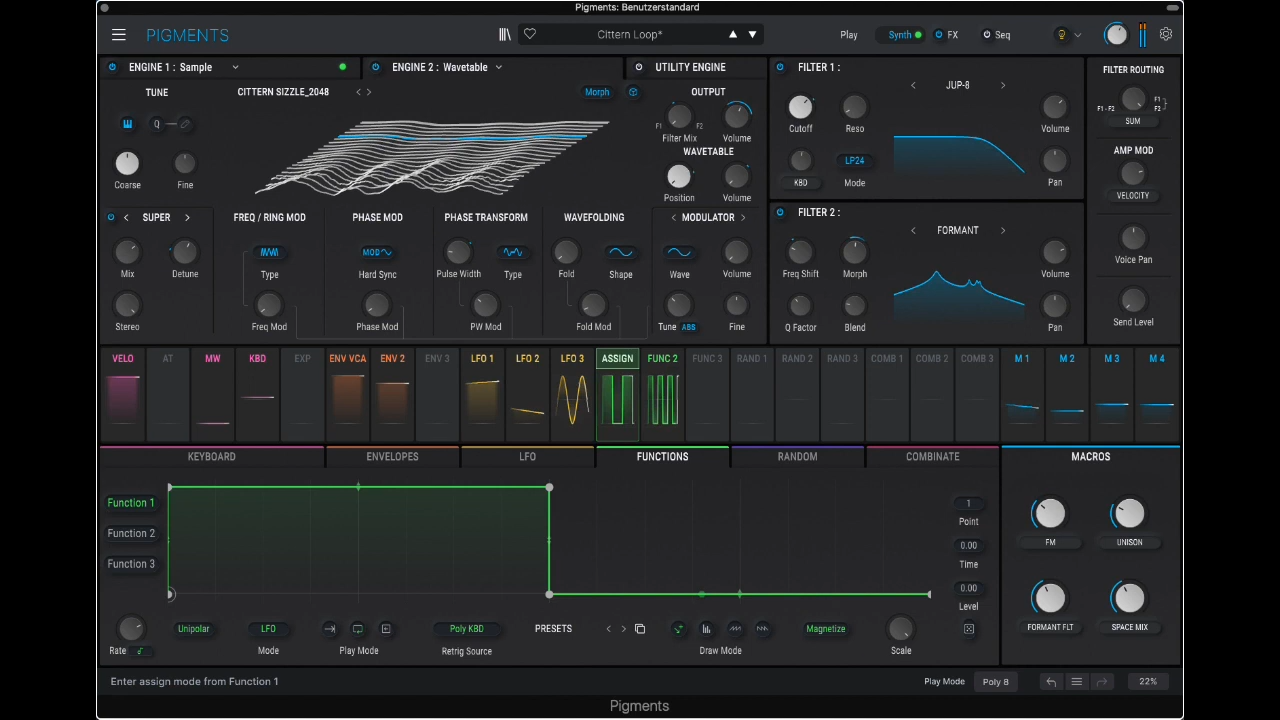 Pigments: Benutzerstandard
PIGMENTS
Cittern Loop*
Play Synth FX Seq
ENGINE 1 : Sample
ENGINE 2 : Wavetable
UTILITY ENGINE
FILTER 1 :
FILTER ROUTING
TUNE
CITTERN SIZZLE_2048
Morph
OUTPUT
JUP-8
F1 F2
Filter Mix Volume
Cutoff Reso
Volume
F1 - F2 F1 F2
SUM
Q
WAVETABLE
AMP MOD
KBD
LP24
Mode
Pan
VELOCITY
Coarse Fine
Position Volume
SUPER
FREQ / RING MOD
PHASE MOD
PHASE TRANSFORM
WAVEFOLDING
MODULATOR
FILTER 2 :
FORMANT
MOD
Mix Detune
Type
Hard Sync
Pulse Width Type
Fold Shape
Wave Volume
Freq Shift Morph
Volume
Voice Pan
Stereo
Freq Mod
Phase Mod
PW Mod
Fold Mod
Tune ABS Fine
Q Factor Blend
Pan
Send Level
VELO AT MW KBD EXP ENV VCA ENV 2 ENV 3 LFO 1 LFO 2 LFO 3 ASSIGN FUNC 2 FUNC 3 RAND 1 RAND 2 RAND 3 COMB 1 COMB 2 COMB 3 M 1 M 2 M 3 M 4
KEYBOARD ENVELOPES LFO FUNCTIONS RANDOM COMBINATE MACROS
Function 1
Function 2
Function 3
1
Point
0.00
Time
0.00
Level
FM UNISON
FORMANT FLT SPACE MIX
Rate
Unipolar
LFO
Mode
Play Mode
Poly KBD
Retrig Source
PRESETS
Draw Mode
Magnetize
Scale
Enter assign mode from Function 1
Play Mode Poly 8
22%
Pigments